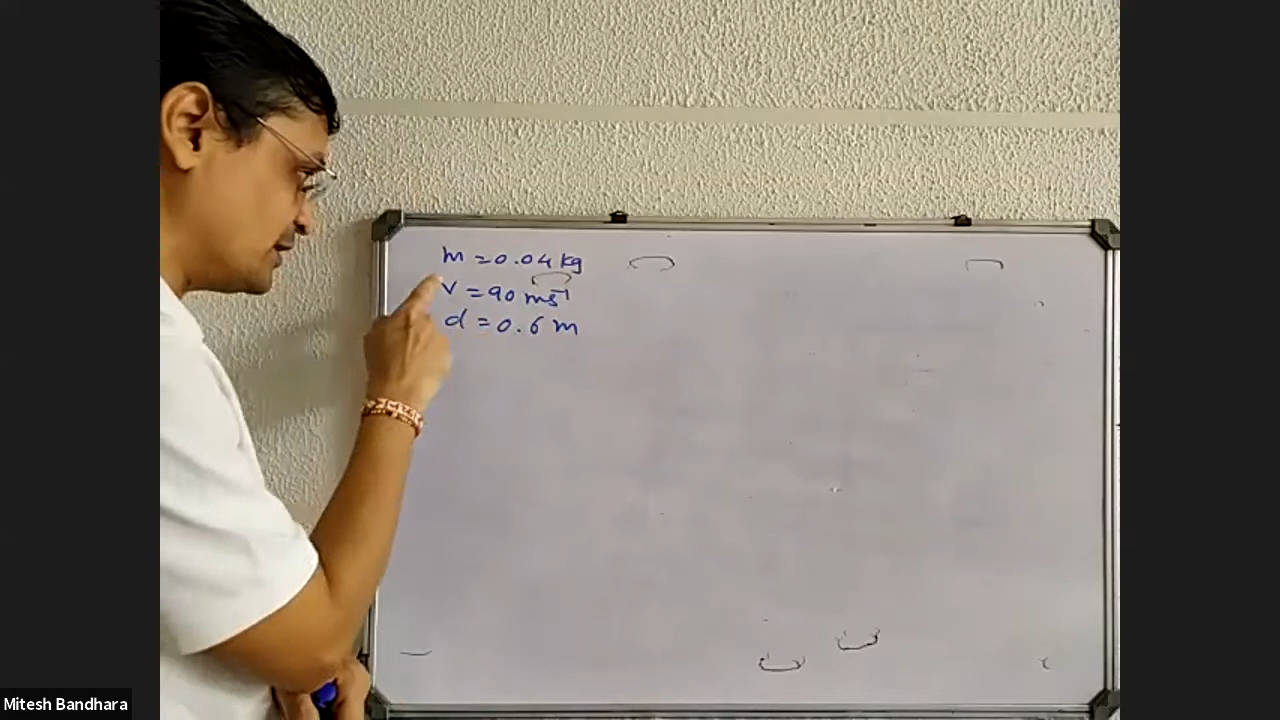 m = 0.04 kg
v = 90 ms⁻¹
d = 0.6 m
Mitesh Bandhara